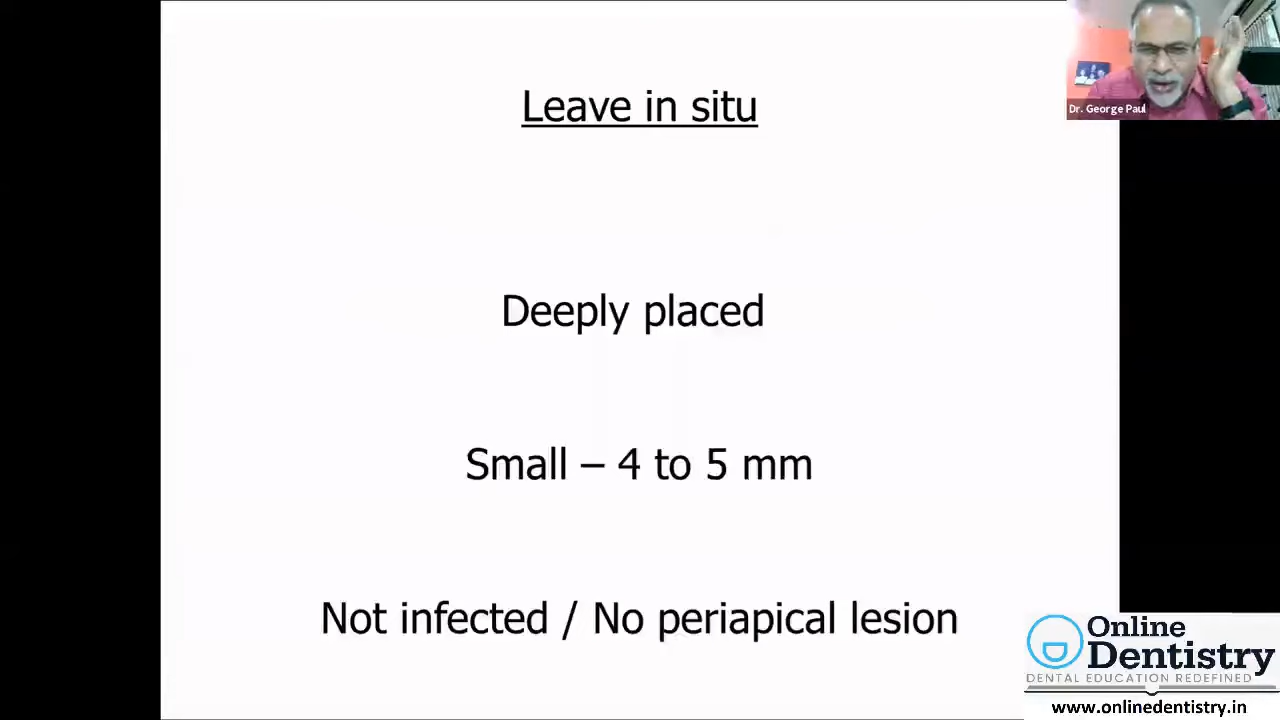 Leave in situ
Dr. George Paul
Deeply placed
Small – 4 to 5 mm
Not infected / No periapical lesion
Online
Dentistry
DENTAL EDUCATION REDEFINED
www.onlinedentistry.in